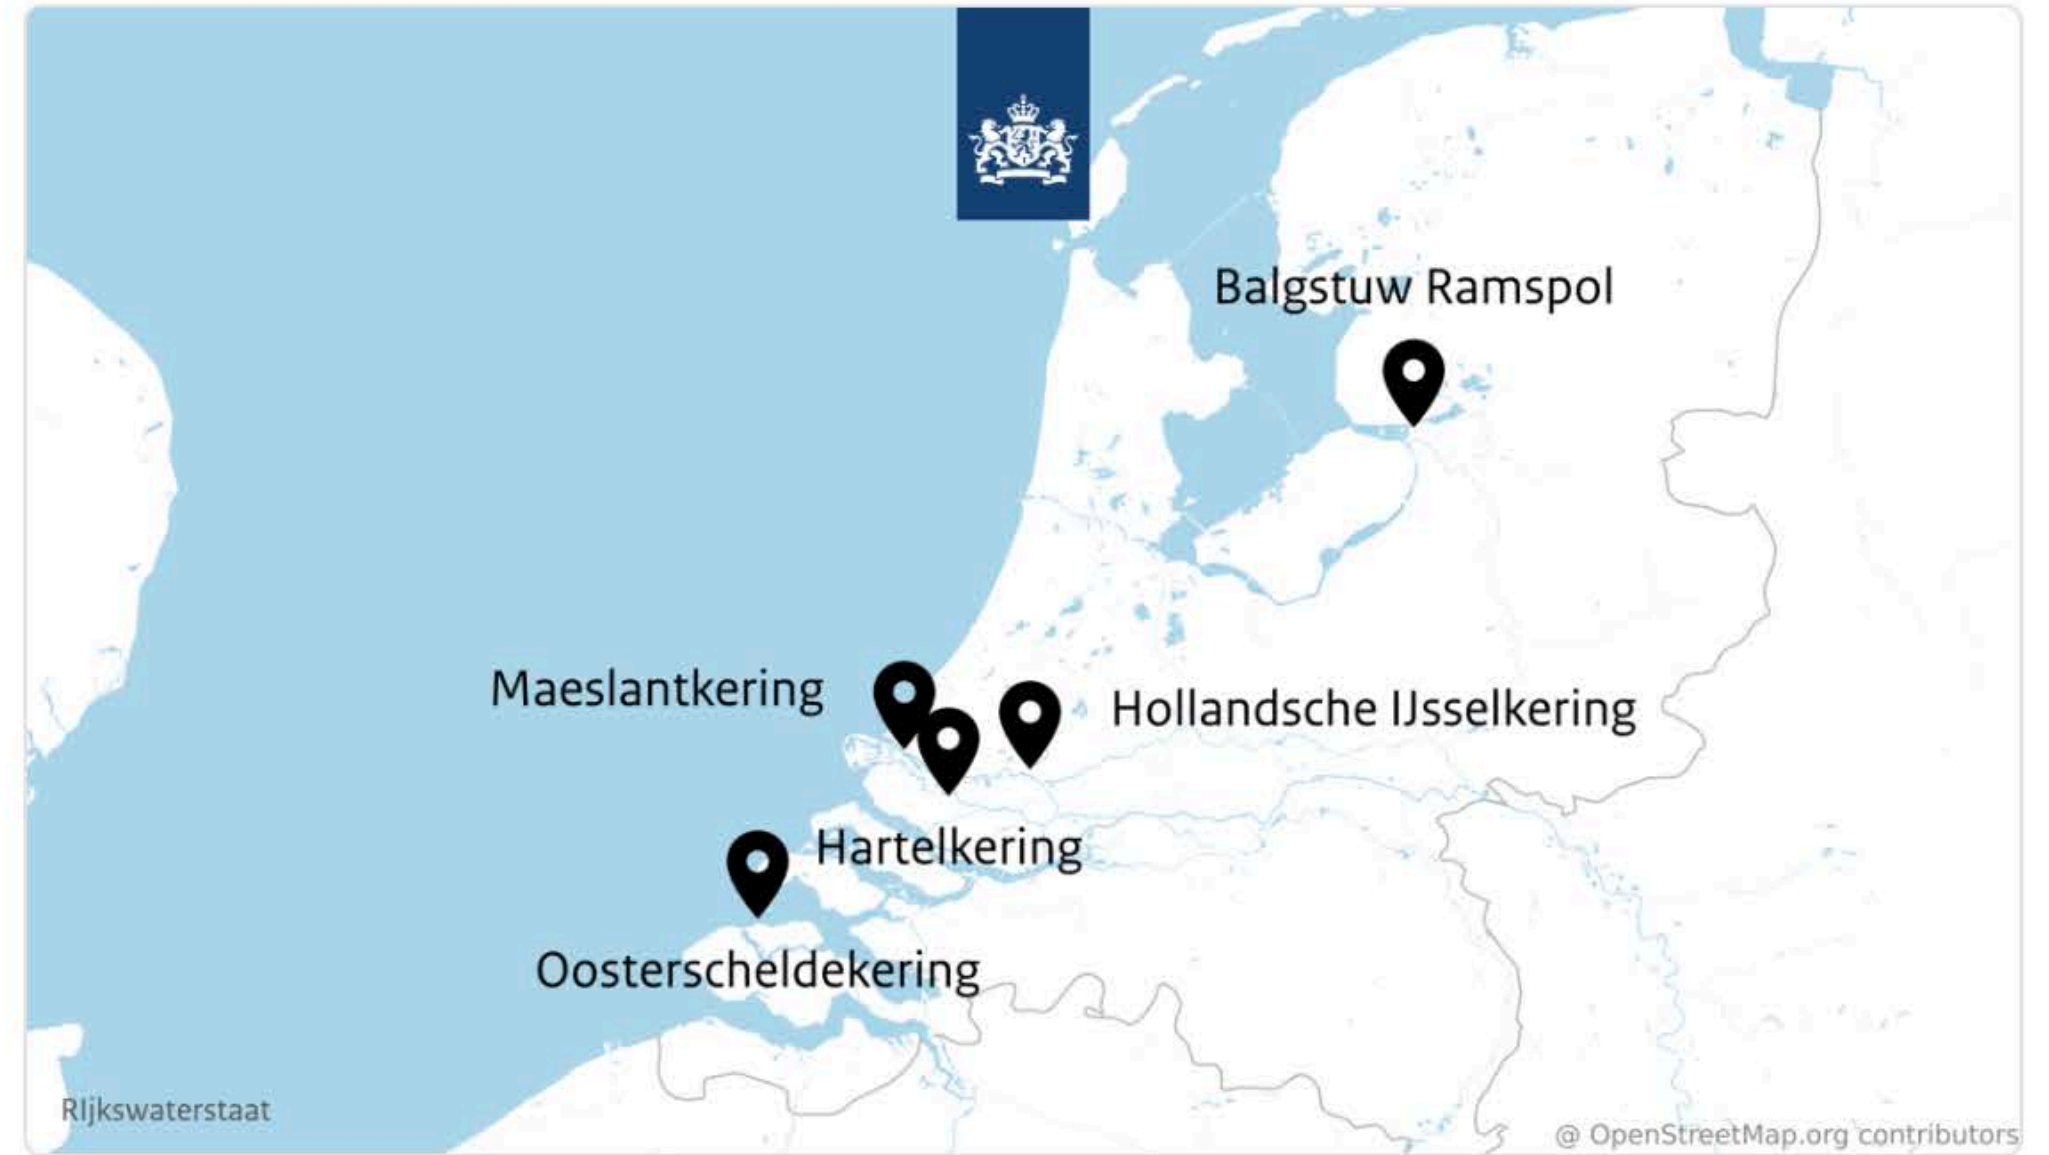 Balgstuw Ramspol
Maeslantkering
Hollandsche IJsselkering
Hartelkering
Oosterscheldekering
RIjkswaterstaat
@ OpenStreetMap.org contributors